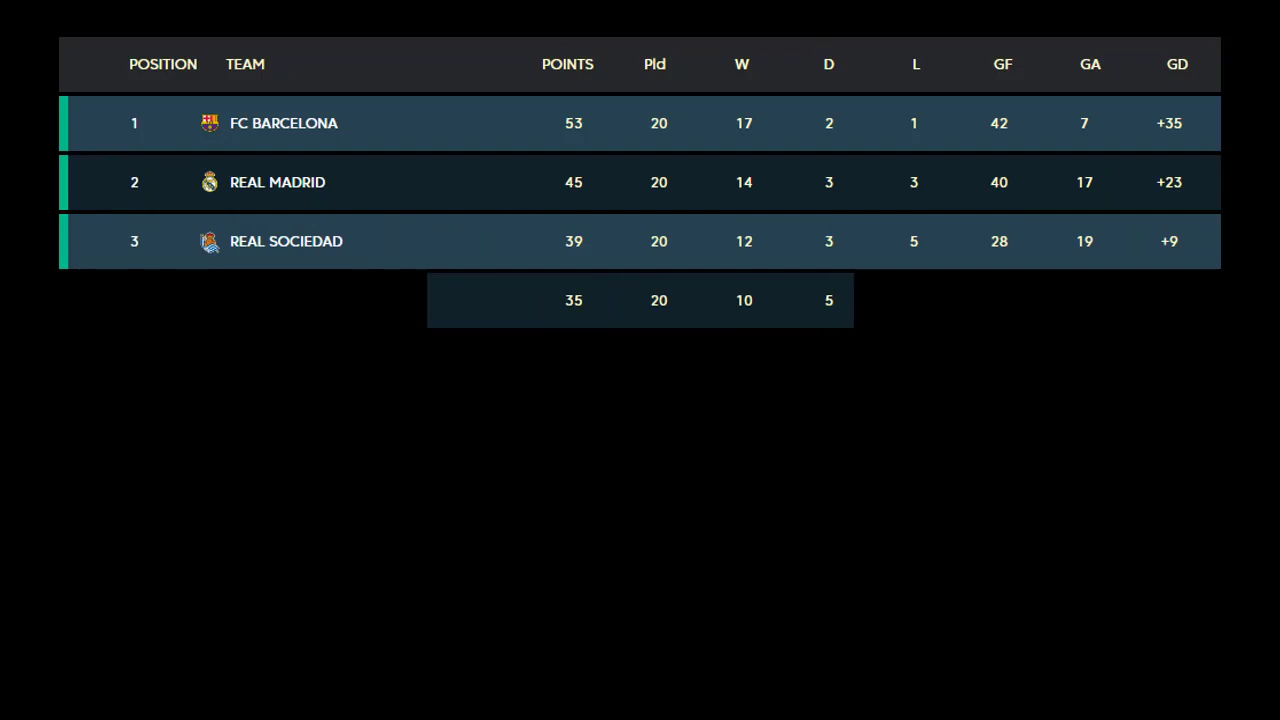 POSITION TEAM POINTS Pld W D L GF GA GD
1 FC BARCELONA 53 20 17 2 1 42 7 +35
2 REAL MADRID 45 20 14 3 3 40 17 +23
3 REAL SOCIEDAD 39 20 12 3 5 28 19 +9
35 20 10 5